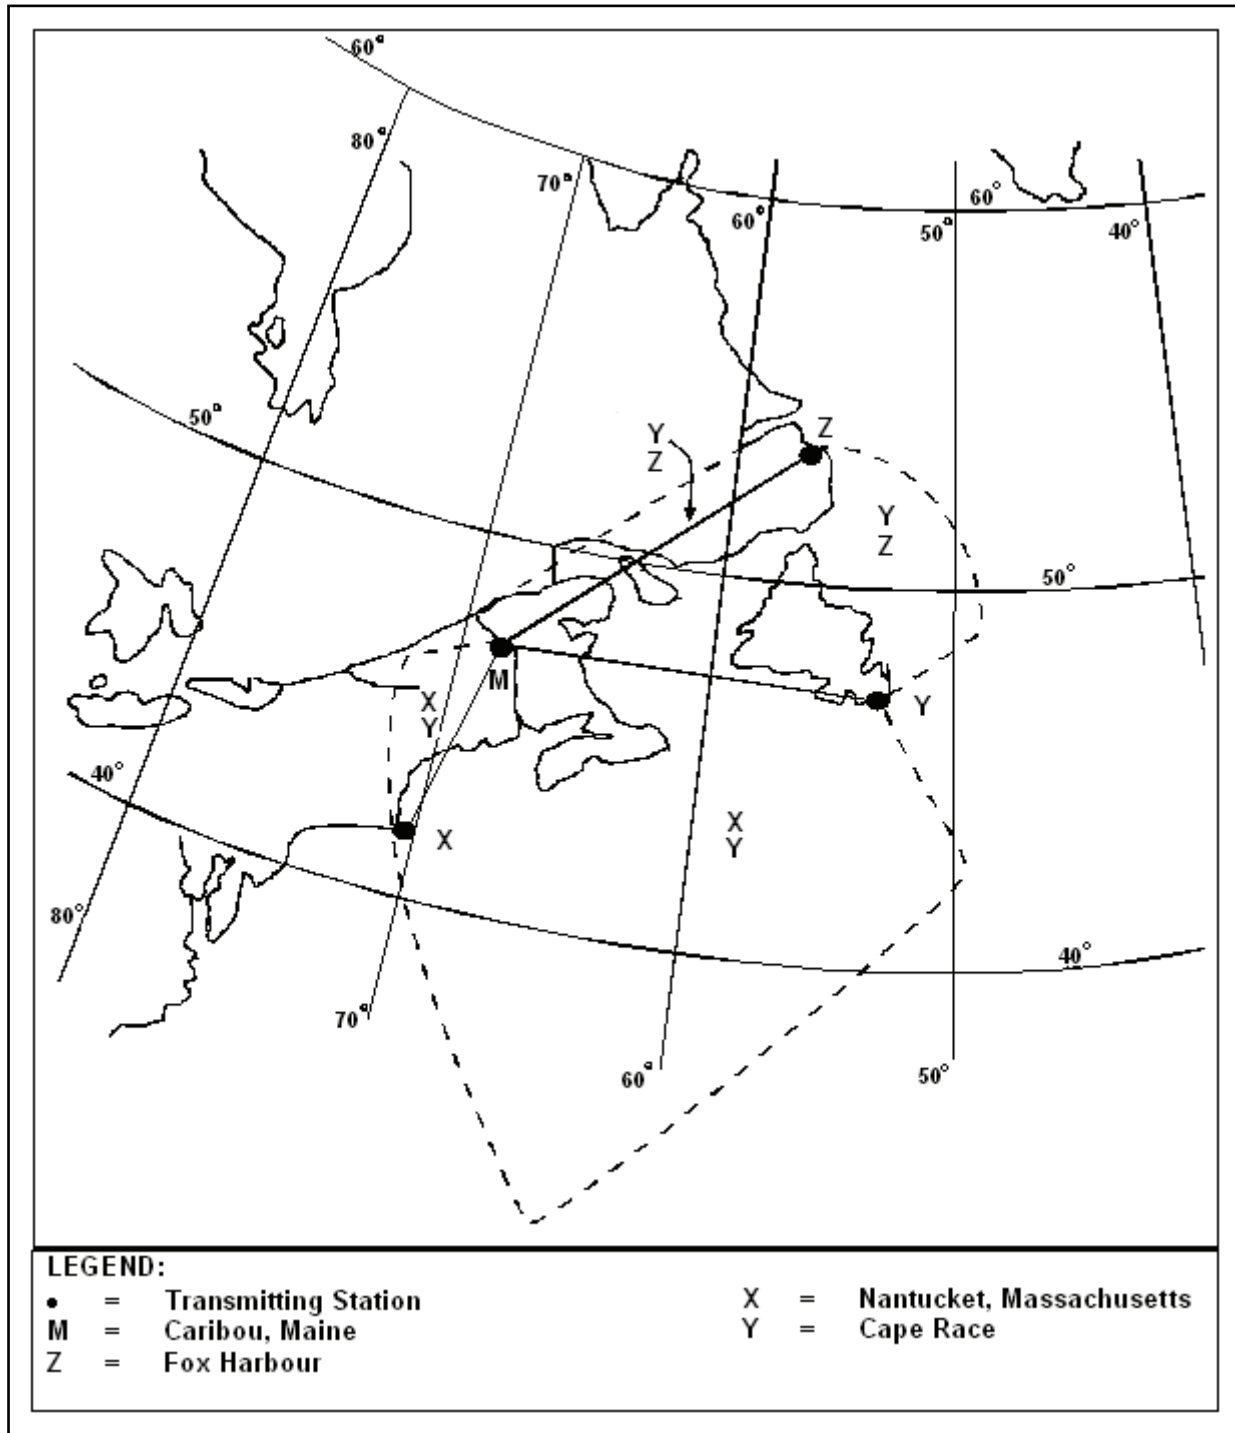 60°
80°
70°
60°
60°
50°
40°
50°
Y
Z
Z
Y
Z
50°
M
X
Y
Y
40°
X
X
Y
80°
40°
70°
60°
50°
LEGEND:
• = Transmitting Station
M = Caribou, Maine
Z = Fox Harbour
X = Nantucket, Massachusetts
Y = Cape Race